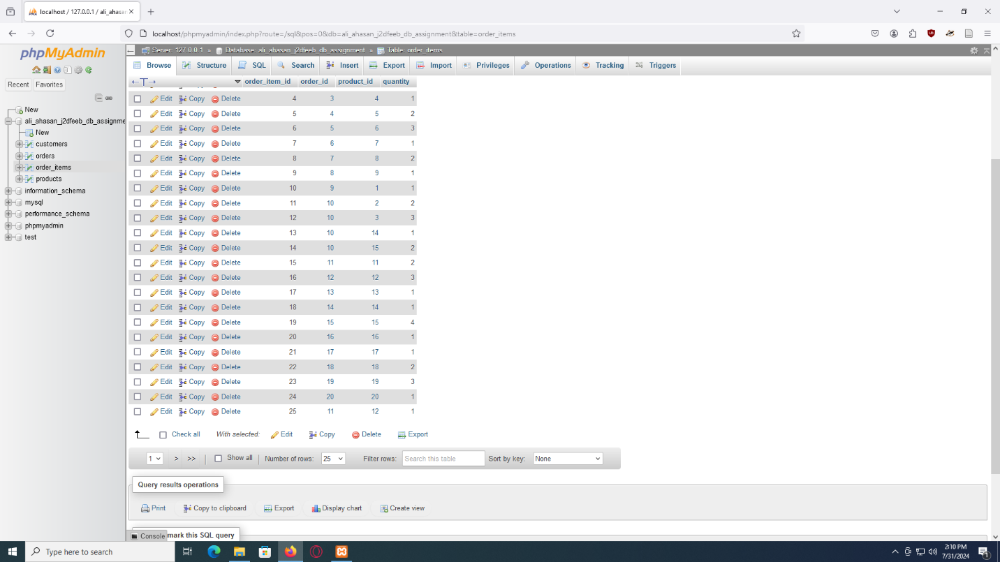 localhost / 127.0.0.1 / ali_ahasan
localhost/phpmyadmin/index.php?route=/sql&pos=0&db=ali_ahasan_j2dfeeb_db_assignment&table=order_items
phpMyAdmin
Recent Favorites
New
ali_ahasan_j2dfeeb_db_assignme
New
customers
orders
order_items
products
information_schema
mysql
performance_schema
phpmyadmin
test
Server: 127.0.0.1 » Database: ali_ahasan_j2dfeeb_db_assignment » Table: order_items
Browse Structure SQL Search Insert Export Import Privileges Operations Tracking Triggers
←T→ order_item_id order_id product_id quantity
Edit Copy Delete 4 3 4 1
Edit Copy Delete 5 4 5 2
Edit Copy Delete 6 5 6 3
Edit Copy Delete 7 6 7 1
Edit Copy Delete 8 7 8 2
Edit Copy Delete 9 8 9 1
Edit Copy Delete 10 9 1 1
Edit Copy Delete 11 10 2 2
Edit Copy Delete 12 10 3 3
Edit Copy Delete 13 10 14 1
Edit Copy Delete 14 10 15 2
Edit Copy Delete 15 11 11 2
Edit Copy Delete 16 12 12 3
Edit Copy Delete 17 13 13 1
Edit Copy Delete 18 14 14 1
Edit Copy Delete 19 15 15 4
Edit Copy Delete 20 16 16 1
Edit Copy Delete 21 17 17 1
Edit Copy Delete 22 18 18 2
Edit Copy Delete 23 19 19 3
Edit Copy Delete 24 20 20 1
Edit Copy Delete 25 11 12 1
Check all With selected: Edit Copy Delete Export
1 > >> Show all Number of rows: 25 Filter rows: Search this table Sort by key: None
Query results operations
Print Copy to clipboard Export Display chart Create view
Console mark this SQL query
Type here to search
2:10 PM
7/31/2024
1